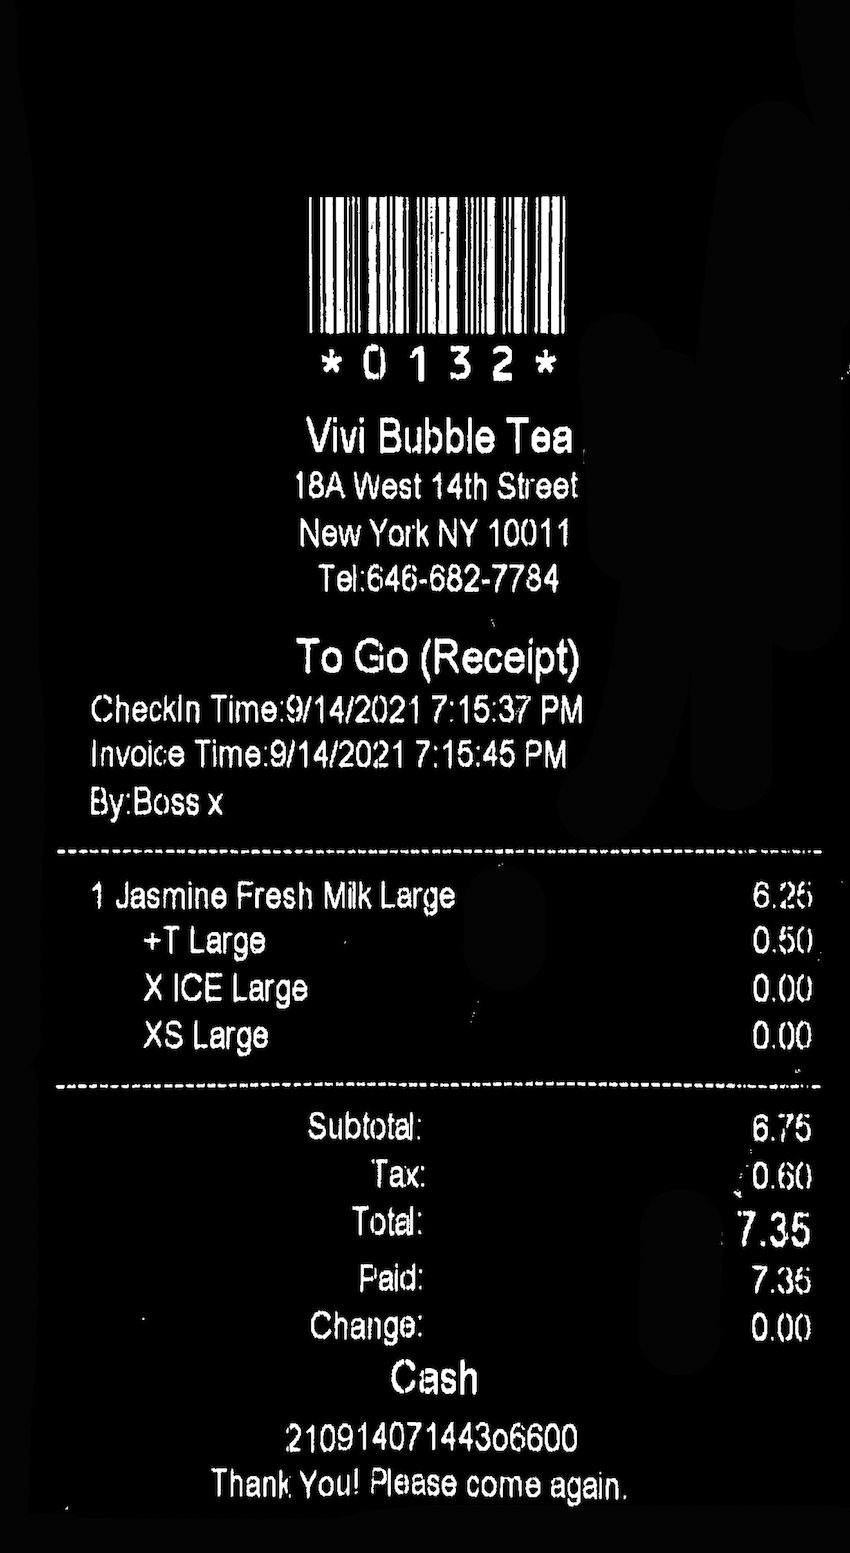 *0132*
Vivi Bubble Tea
18A West 14th Street
New York NY 10011
Tel:646-682-7784
To Go (Receipt)
CheckIn Time:9/14/2021 7:15:37 PM
Invoice Time:9/14/2021 7:15:45 PM
By:Boss x
1 Jasmine Fresh Milk Large 6.25
+T Large 0.50
X ICE Large 0.00
XS Large 0.00
Subtotal: 6.75
Tax: 0.60
Total: 7.35
Paid: 7.35
Change: 0.00
Cash
210914071443o6600
Thank You! Please come again.